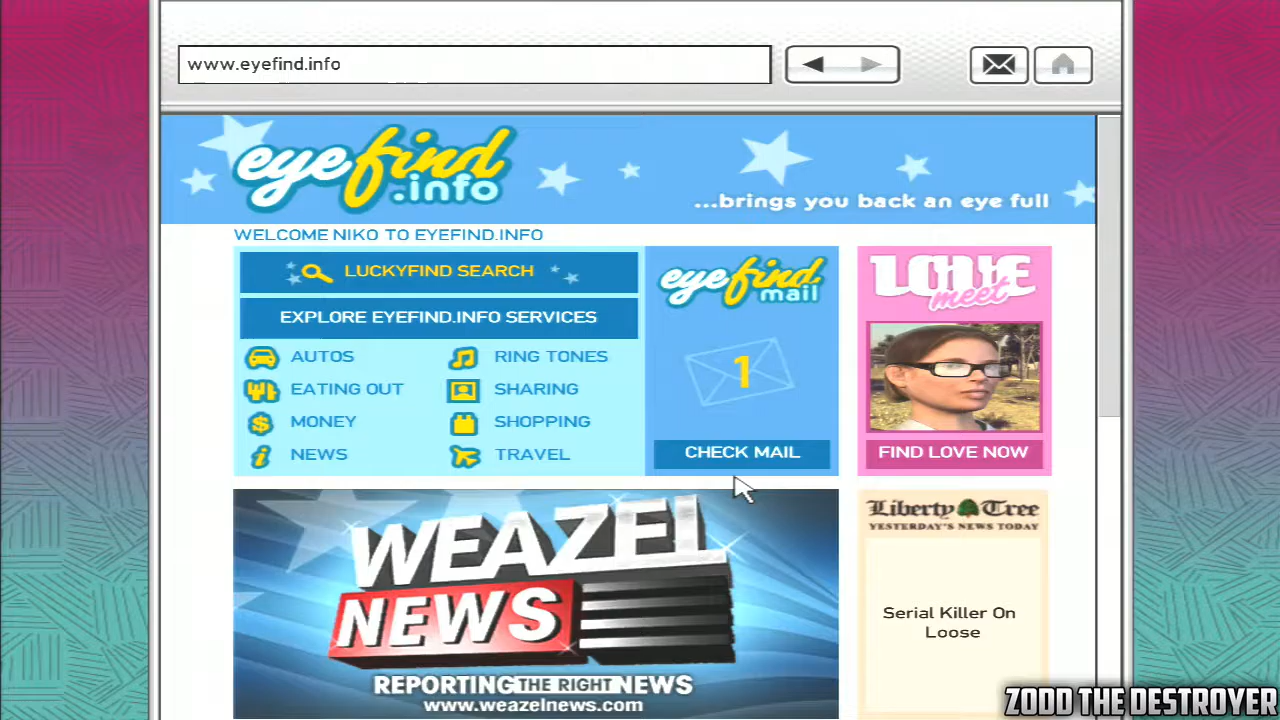 www.eyefind.info
eyefind
.info
...brings you back an eye full
WELCOME NIKO TO EYEFIND.INFO
LUCKYFIND SEARCH
EXPLORE EYEFIND.INFO SERVICES
AUTOS
RING TONES
EATING OUT
SHARING
MONEY
SHOPPING
NEWS
TRAVEL
eyefind
mail
1
CHECK MAIL
LOVE
meet
FIND LOVE NOW
WEAZEL
NEWS
REPORTING THE RIGHT NEWS
www.weazelnews.com
Liberty Tree
YESTERDAY'S NEWS TODAY
Serial Killer On
Loose
ZODD THE DESTROYER